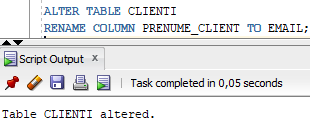 ALTER TABLE CLIENTI
RENAME COLUMN PRENUME_CLIENT TO EMAIL;
Script Output x
Task completed in 0,05 seconds
Table CLIENTI altered.